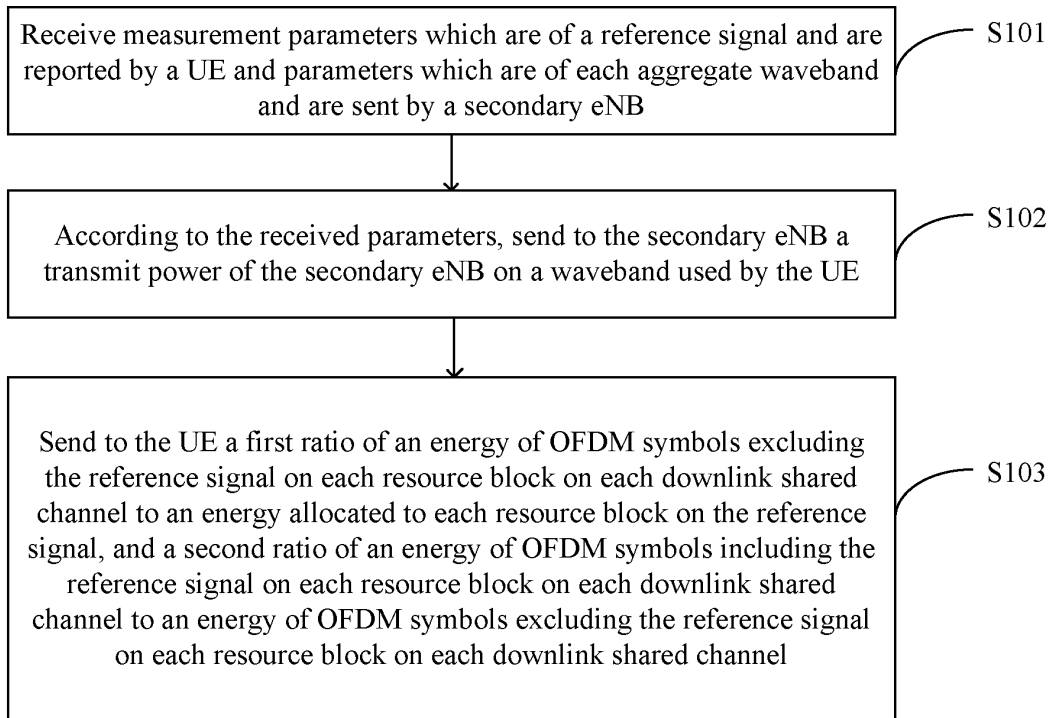 Receive measurement parameters which are of a reference signal and are
reported by a UE and parameters which are of each aggregate waveband
and are sent by a secondary eNB
S101
According to the received parameters, send to the secondary eNB a
transmit power of the secondary eNB on a waveband used by the UE
S102
Send to the UE a first ratio of an energy of OFDM symbols excluding
the reference signal on each resource block on each downlink shared
channel to an energy allocated to each resource block on the reference
signal, and a second ratio of an energy of OFDM symbols including the
reference signal on each resource block on each downlink shared
channel to an energy of OFDM symbols excluding the reference signal
on each resource block on each downlink shared channel
S103